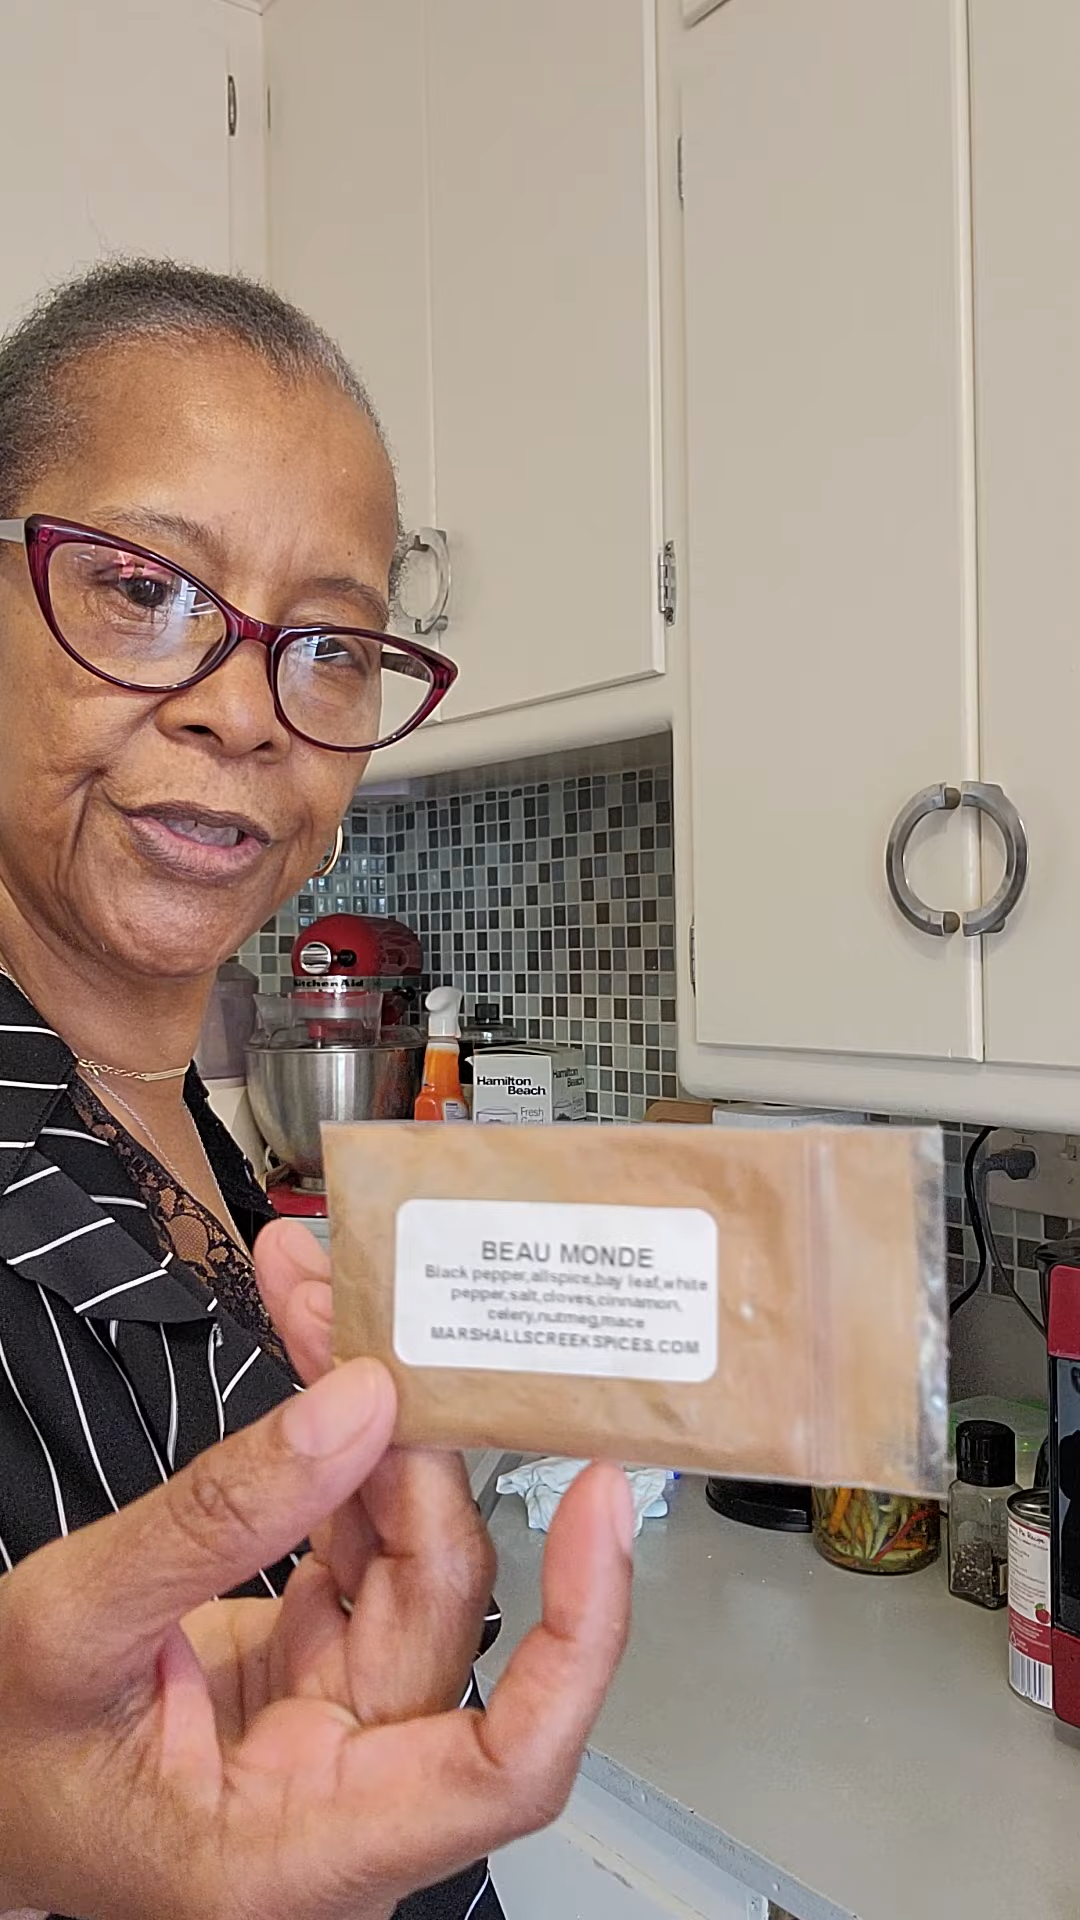 KitchenAid
Hamilton
Beach
Hamilton
Beach
Fresh
BEAU MONDE
Black pepper,allspice,bay leaf,white
pepper,salt,cloves,cinnamon,
celery,nutmeg,mace
MARSHALLSCREEKSPICES.COM